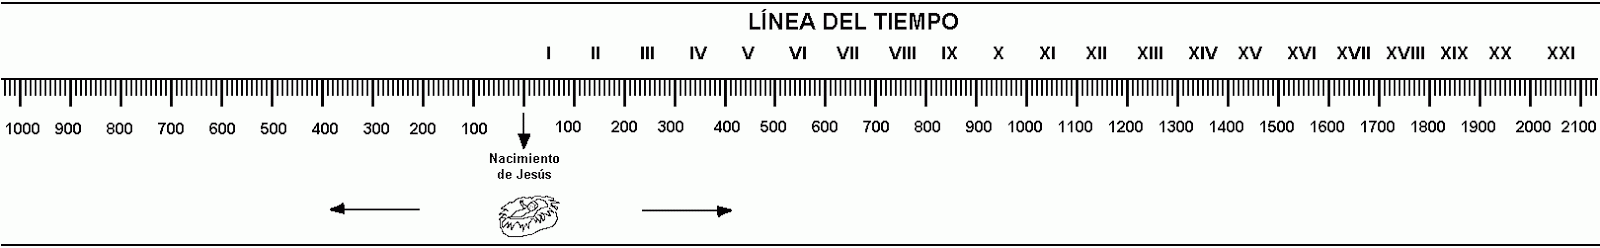 LÍNEA DEL TIEMPO
I II III IV V VI VII VIII IX X XI XII XIII XIV XV XVI XVII XVIII XIX XX XXI
1000 900 800 700 600 500 400 300 200 100 100 200 300 400 500 600 700 800 900 1000 1100 1200 1300 1400 1500 1600 1700 1800 1900 2000 2100
Nacimiento
de Jesús